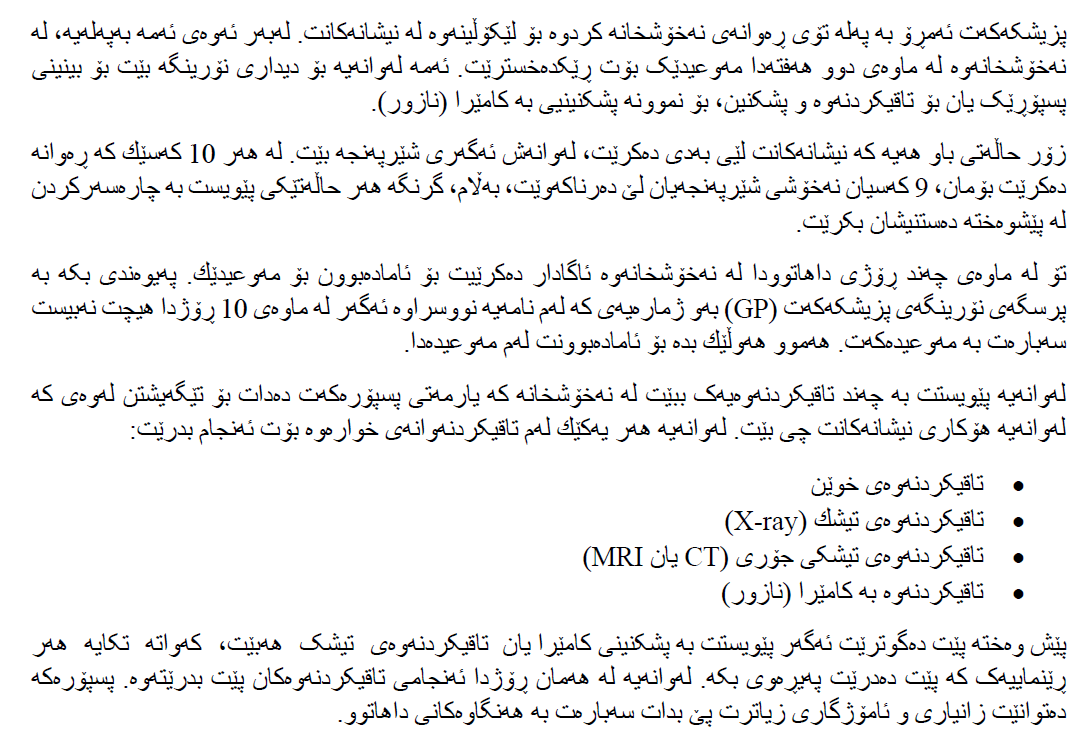 پزیشکەکەت ئەمڕۆ بە پەلە تۆی ڕەوانەی نەخۆشخانە کردوە بۆ لێکۆڵینەوە لە نیشانەکانت. لەبەر ئەوەی ئەمە بەپەلەیە، لە
نەخۆشخانەوە لە ماوەی دوو هەفتەدا مەوعیدێک بۆت ڕێکدەخسترێت. ئەمە لەوانەیە بۆ دیداری نۆرینگە بێت بۆ بینینی
پسپۆڕێک یان بۆ تاقیکردنەوە و پشکنین، بۆ نموونە پشکنینیی بە کامێرا (نازور).
زۆر حاڵەتی باو هەیە کە نیشانەکانت لێی بەدی دەکرێت، لەوانەش ئەگەری شێرپەنجە بێت. لە هەر 10 کەسێك کە ڕەوانە
دەکرێت بۆمان، 9 کەسیان نەخۆشی شێرپەنجەیان لێ دەرناکەوێت، بەڵام، گرنگە هەر حاڵەتێکی پێویست بە چارەسەرکردن
لە پێشوەختە دەستنیشان بکرێت.
تۆ لە ماوەی چەند ڕۆژی داهاتوودا لە نەخۆشخانەوە ئاگادار دەکرێیت بۆ ئامادەبوون بۆ مەوعیدێك. پەیوەندی بکە بە
پرسگەی نۆرینگەی پزیشکەکەت (GP) بەو ژمارەیەی کە لەم نامەیە نووسراوە ئەگەر لە ماوەی 10 ڕۆژدا هیچت نەبیست
سەبارەت بە مەوعیدەکەت. هەموو هەوڵێك بدە بۆ ئامادەبوونت لەم مەوعیدەدا.
لەوانەیە پێویستت بە چەند تاقیکردنەوەیەک ببێت لە نەخۆشخانە کە یارمەتی پسپۆرەکەت دەدات بۆ تێگەیشتن لەوەی کە
لەوانەیە هۆکاری نیشانەکانت چی بێت. لەوانەیە هەر یەکێك لەم تاقیکردنەوانەی خوارەوە بۆت ئەنجام بدرێت:
• تاقیکردنەوەی خوێن
• تاقیکردنەوەی تیشك (X-ray)
• تاقیکردنەوەی تیشکی جۆری (CT یان MRI)
• تاقیکردنەوە بە کامێرا (نازور)
پێش وەختە پێت دەگوترێت ئەگەر پێویستت بە پشکنینی کامێرا یان تاقیکردنەوەی تیشک هەبێت، کەواتە تکایە هەر
ڕێنماییەک کە پێت دەدرێت پەیڕەوی بکە. لەوانەیە لە هەمان ڕۆژدا ئەنجامی تاقیکردنەوەکان پێت بدرێتەوە. پسپۆرەکە
دەتوانێت زانیاری و ئامۆژگاری زیاترت پێ بدات سەبارەت بە هەنگاوەکانی داهاتوو.